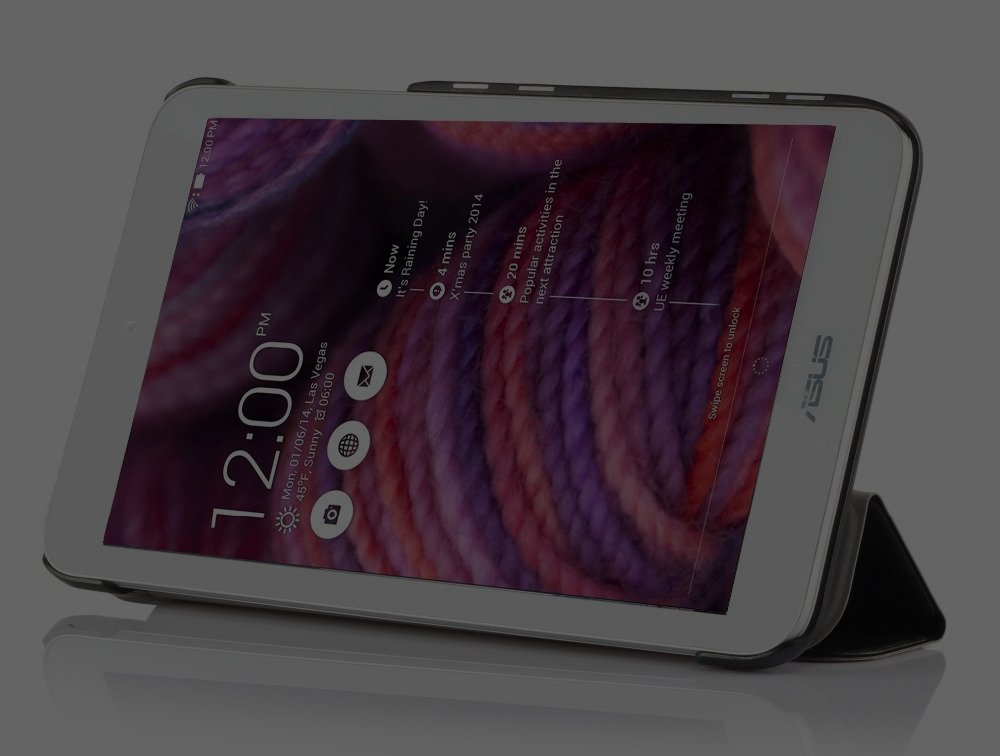 12:00PM
12:00 PM
Mon, 01/06/14, Las Vegas
45°F, Sunny 06:00
Now
It's Raining Day!
4 mins
X'mas party 2014
20 mins
Popular activities in the
next attraction
10 hrs
UE weekly meeting
Swipe screen to unlock
ASUS